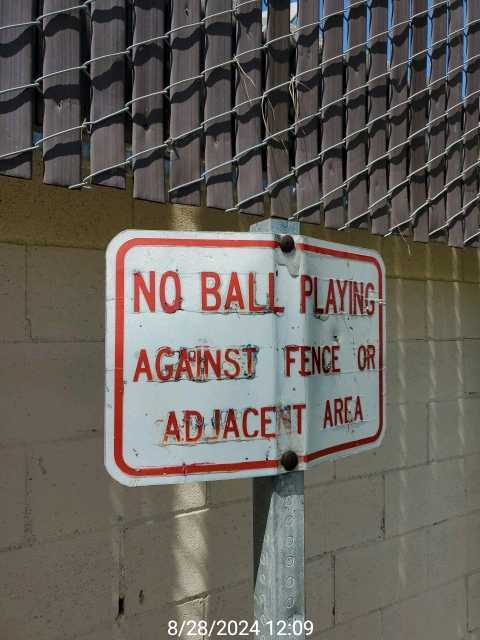 NO BALL PLAYING
AGAINST FENCE OR
ADJACENT AREA
8/28/2024 12:09